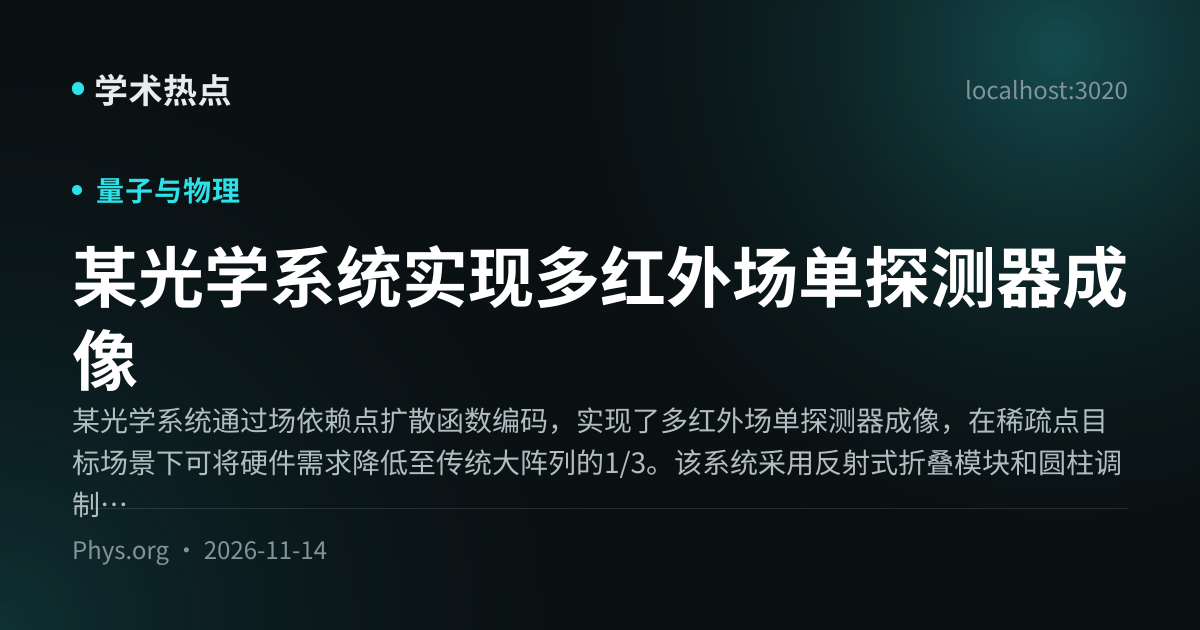 学术热点
localhost:3020
量子与物理
某光学系统实现多红外场单探测器成
像
某光学系统通过场依赖点扩散函数编码，实现了多红外场单探测器成像，在稀疏点目
标场景下可将硬件需求降低至传统大阵列的1/3。该系统采用反射式折叠模块和圆柱调
制…
Phys.org • 2026-11-14